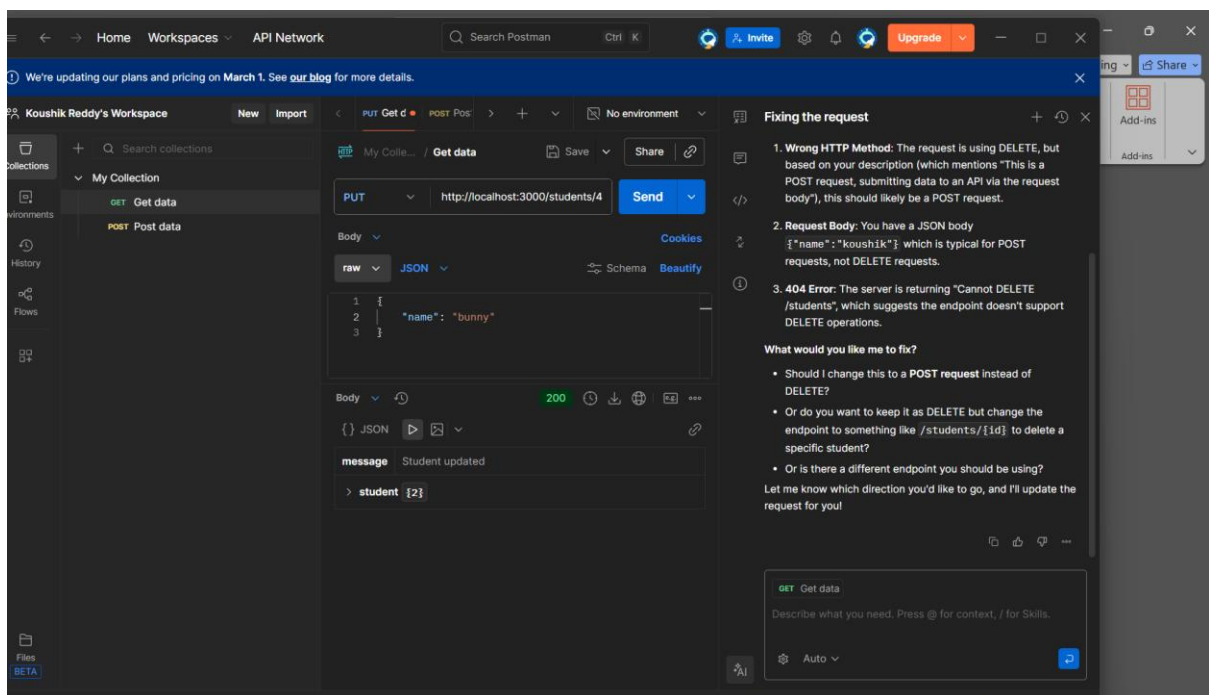 Home Workspaces API Network Search Postman Ctrl K Invite Upgrade
We're updating our plans and pricing on March 1. See our blog for more details.
ing Share
Add-ins
Add-ins
Koushik Reddy's Workspace New Import
Collections
Search collections
My Collection
GET Get data
POST Post data
vironments
History
Flows
Files
BETA
PUT Get d POST Pos No environment
HTTP My Colle... / Get data Save Share
PUT http://localhost:3000/students/4 Send
Body Cookies
raw JSON Schema Beautify
1 {
2 "name": "bunny"
3 }
Body 200 e.g.
{} JSON
message Student updated
student {2}
Fixing the request
1. Wrong HTTP Method: The request is using DELETE, but
based on your description (which mentions "This is a
POST request, submitting data to an API via the request
body"), this should likely be a POST request.
2. Request Body: You have a JSON body
{"name":"koushik"} which is typical for POST
requests, not DELETE requests.
3. 404 Error: The server is returning "Cannot DELETE
/students", which suggests the endpoint doesn't support
DELETE operations.
What would you like me to fix?
• Should I change this to a POST request instead of
DELETE?
• Or do you want to keep it as DELETE but change the
endpoint to something like /students/{id} to delete a
specific student?
• Or is there a different endpoint you should be using?
Let me know which direction you'd like to go, and I'll update the
request for you!
GET Get data
Describe what you need. Press @ for context, / for Skills.
Auto
AI